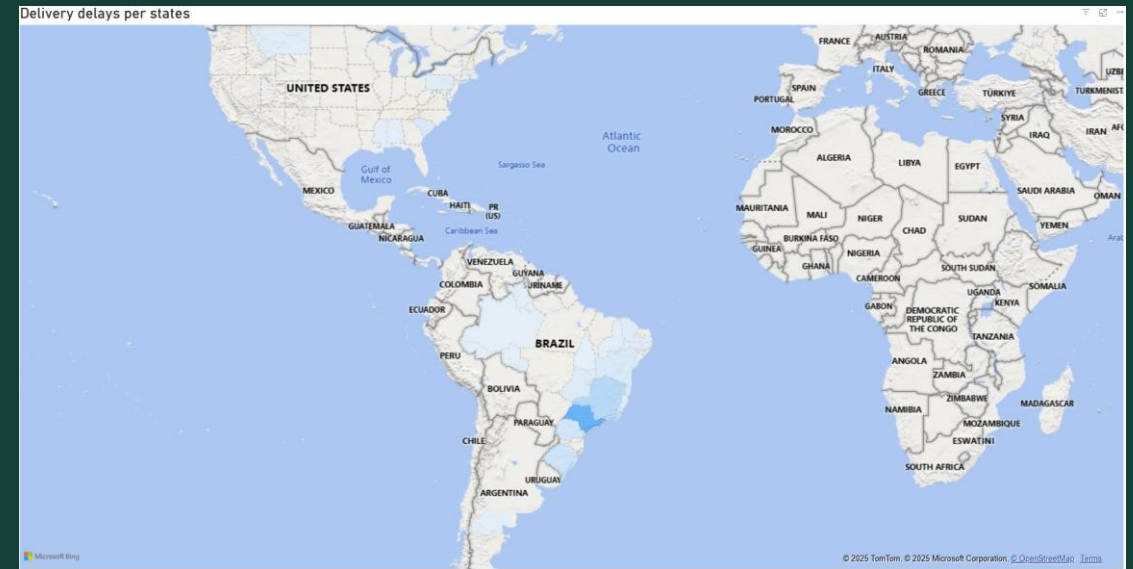 Delivery delays per states
FRANCE
AUSTRIA
ROMANIA
ITALY
UZBE
UNITED STATES
SPAIN
PORTUGAL
GREECE
TÜRKIYE
TURKMENIST
SYRIA
Atlantic
Ocean
MOROCCO
IRAQ
IRAN
AFG
ALGERIA
LIBYA
EGYPT
Gulf of
Mexico
Sargasso Sea
MEXICO
CUBA
HAITI
PR
(US)
SAUDI ARABIA
OMAN
MAURITANIA
MALI
NIGER
SUDAN
GUATEMALA
NICARAGUA
Caribbean Sea
CHAD
YEMEN
BURKINA FASO
Arab
GUINEA
GHANA
NIGERIA
VENEZUELA
GUYANA
SURINAME
COLOMBIA
CAMEROON
SOUTH SUDAN
SOMALIA
ECUADOR
GABON
UGANDA
KENYA
DEMOCRATIC
REPUBLIC OF
THE CONGO
BRAZIL
TANZANIA
PERU
ANGOLA
BOLIVIA
ZAMBIA
ZIMBABWE
MADAGASCAR
NAMIBIA
PARAGUAY
MOZAMBIQUE
CHILE
ESWATINI
SOUTH AFRICA
URUGUAY
ARGENTINA
Microsoft Bing
© 2025 TomTom, © 2025 Microsoft Corporation, © OpenStreetMap Terms